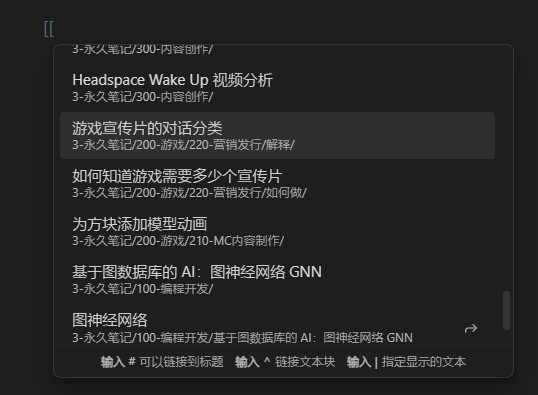 [[
3-永久笔记/300-内容创作/
Headspace Wake Up 视频分析
3-永久笔记/300-内容创作/
游戏宣传片的对话分类
3-永久笔记/200-游戏/220-营销发行/解释/
如何知道游戏需要多少个宣传片
3-永久笔记/200-游戏/220-营销发行/如何做/
为方块添加模型动画
3-永久笔记/200-游戏/210-MC内容制作/
基于图数据库的 AI：图神经网络 GNN
3-永久笔记/100-编程开发/
图神经网络
3-永久笔记/100-编程开发/基于图数据库的 AI：图神经网络 GNN
输入 # 可以链接到标题 输入 ^ 链接文本块 输入 | 指定显示的文本